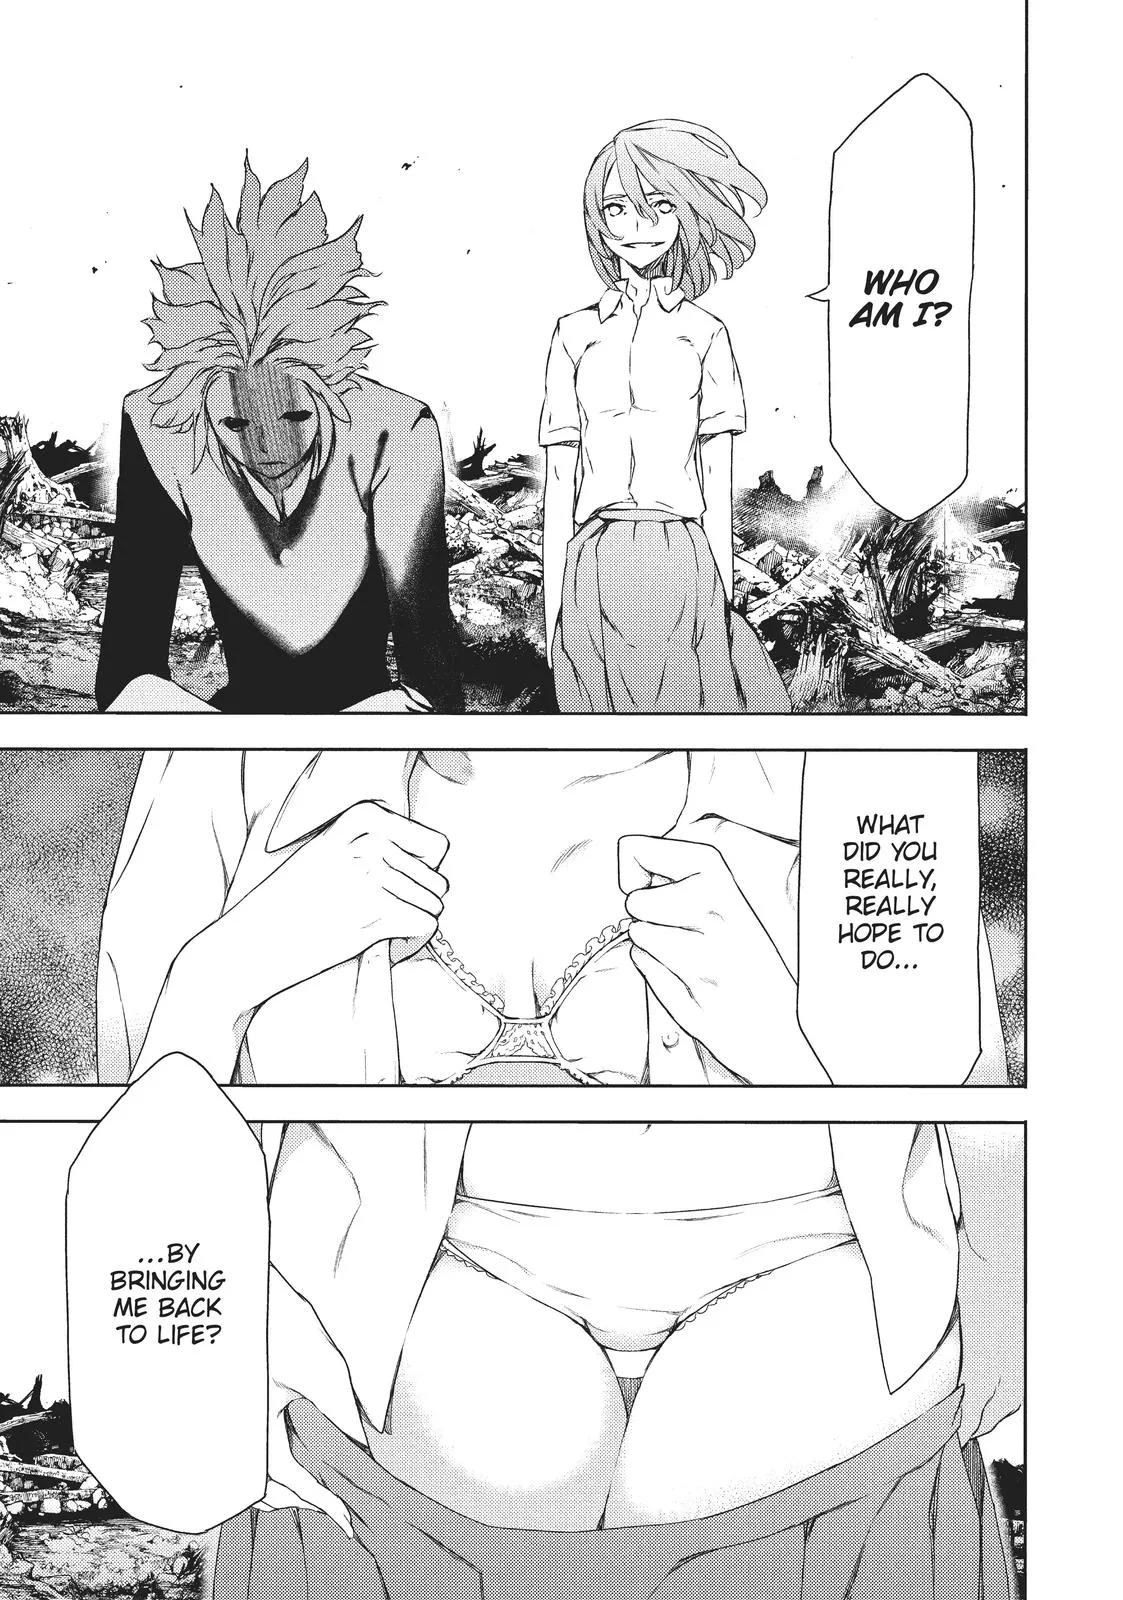 WHO
AM I?
WHAT
DID YOU
REALLY,
REALLY
HOPE TO
DO...
...BY
BRINGING
ME BACK
TO LIFE?